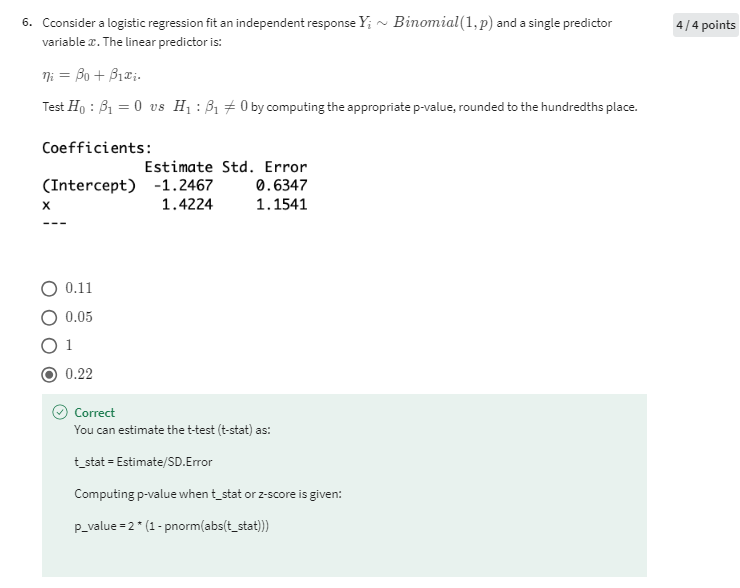 6. Cconsider a logistic regression fit an independent response Yᵢ ~ Binomial(1, p) and a single predictor
4 / 4 points
variable x. The linear predictor is:
ηᵢ = β₀ + β₁xᵢ.
Test H₀ : β₁ = 0 vs H₁ : β₁ ≠ 0 by computing the appropriate p-value, rounded to the hundredths place.
Coefficients:
Estimate Std. Error
(Intercept) -1.2467 0.6347
x 1.4224 1.1541
---
0.11
0.05
1
0.22
Correct
You can estimate the t-test (t-stat) as:
t_stat = Estimate/SD.Error
Computing p-value when t_stat or z-score is given:
p_value = 2 * (1 - pnorm(abs(t_stat)))